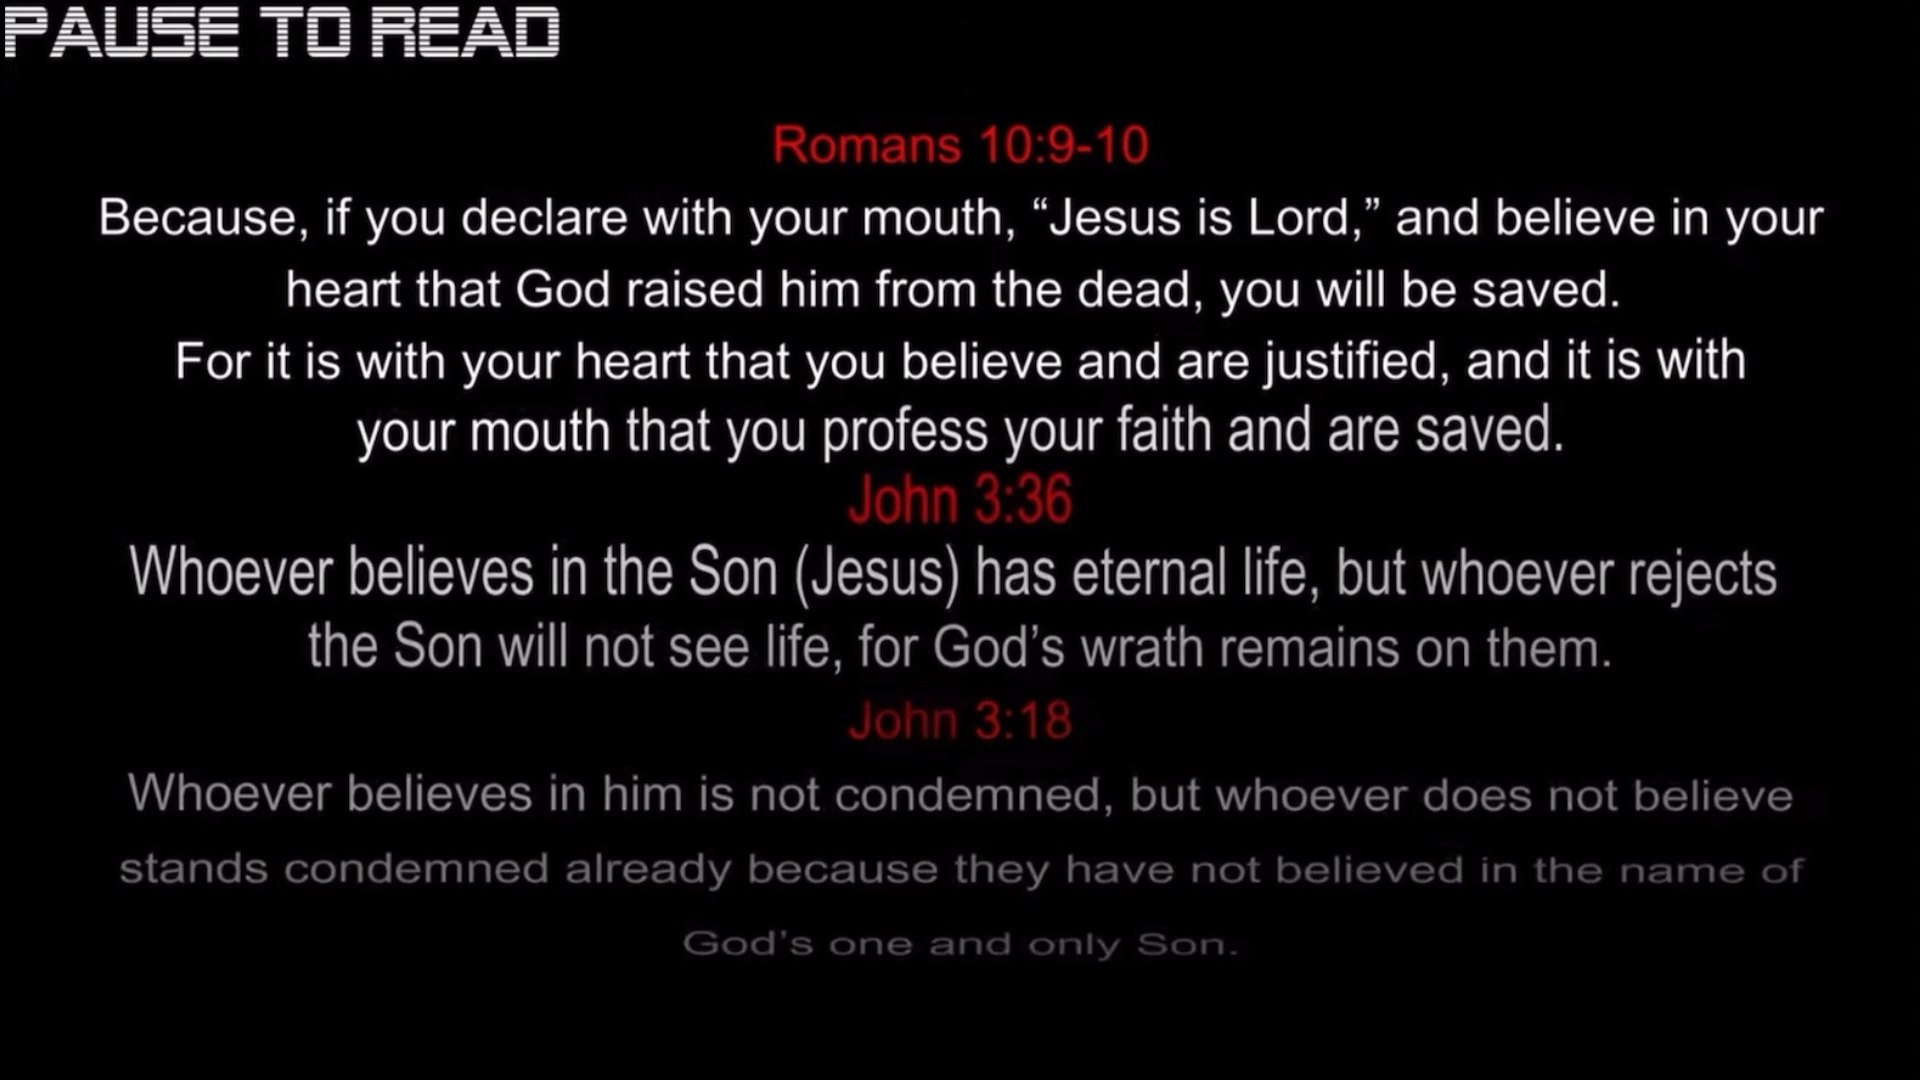 PAUSE TO READ
Romans 10:9-10
Because, if you declare with your mouth, “Jesus is Lord,” and believe in your
heart that God raised him from the dead, you will be saved.
For it is with your heart that you believe and are justified, and it is with
your mouth that you profess your faith and are saved.
John 3:36
Whoever believes in the Son (Jesus) has eternal life, but whoever rejects
the Son will not see life, for God’s wrath remains on them.
John 3:18
Whoever believes in him is not condemned, but whoever does not believe
stands condemned already because they have not believed in the name of
God’s one and only Son.